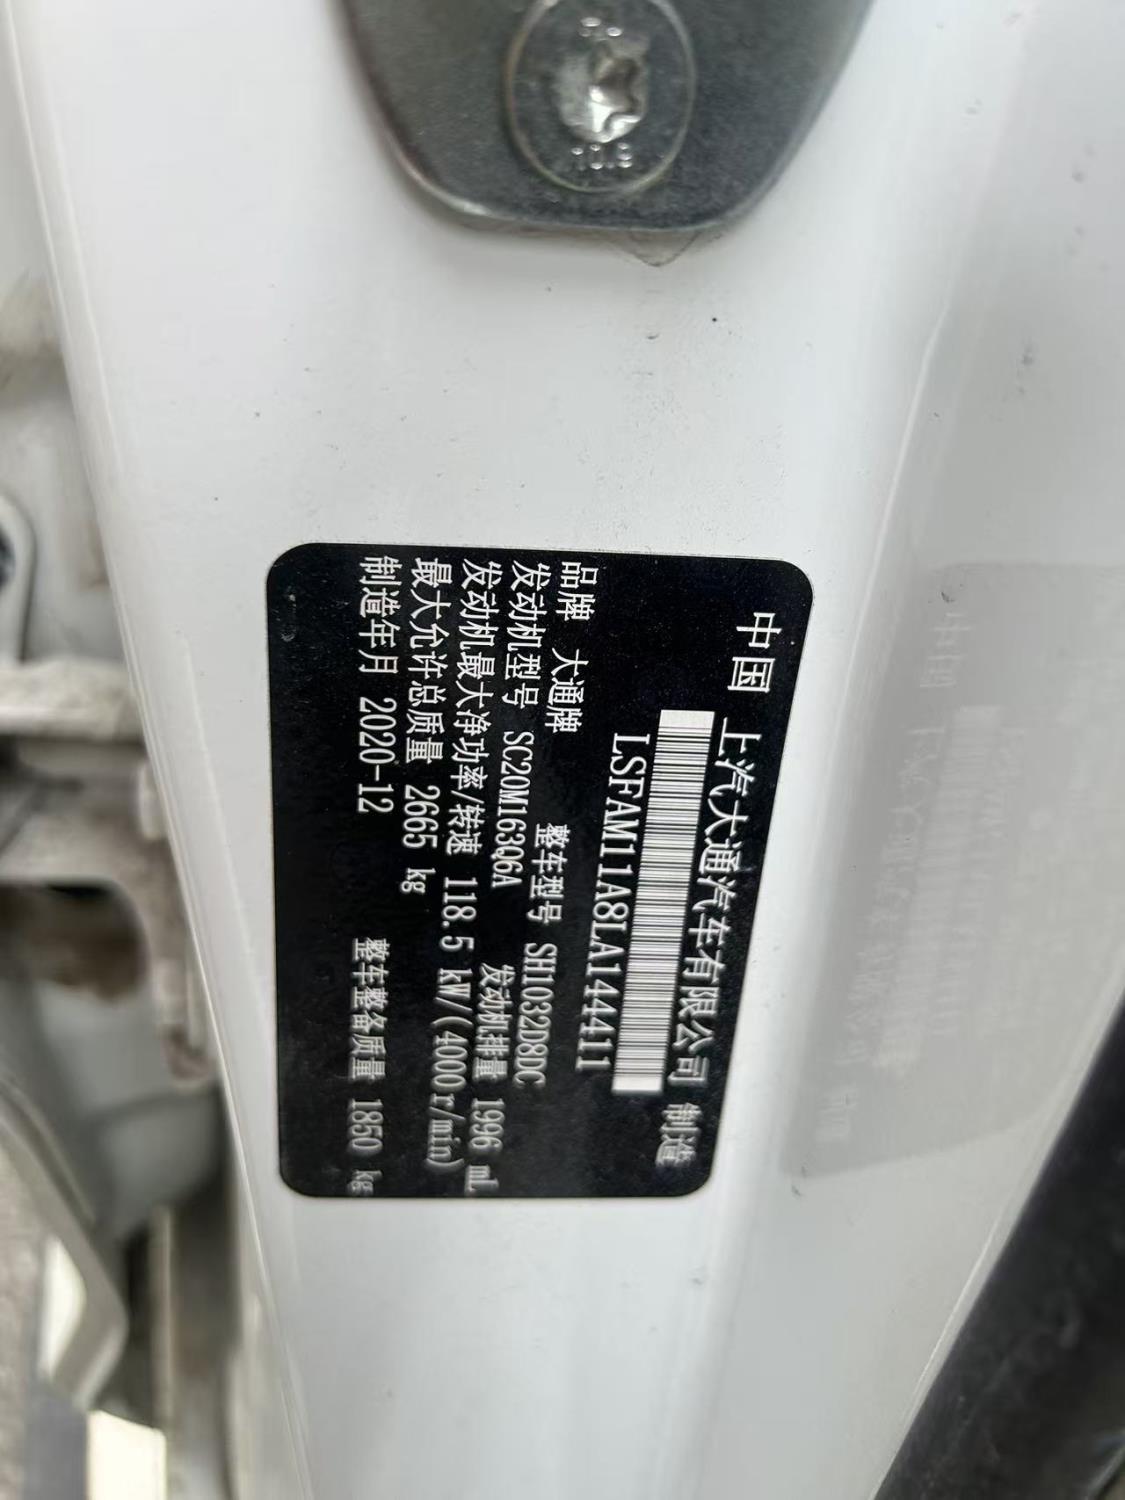 中国 上汽大通汽车有限公司 制造
LSFAM11A8LA144411
品牌 大通牌 整车型号 SH1032D8DC
发动机型号 SC20M163Q6A 发动机排量 1996 mL
发动机最大净功率/转速 118.5 kW/(4000r/min)
最大允许总质量 2665 kg 整车整备质量 1850 kg
制造年月 2020-12
10.9